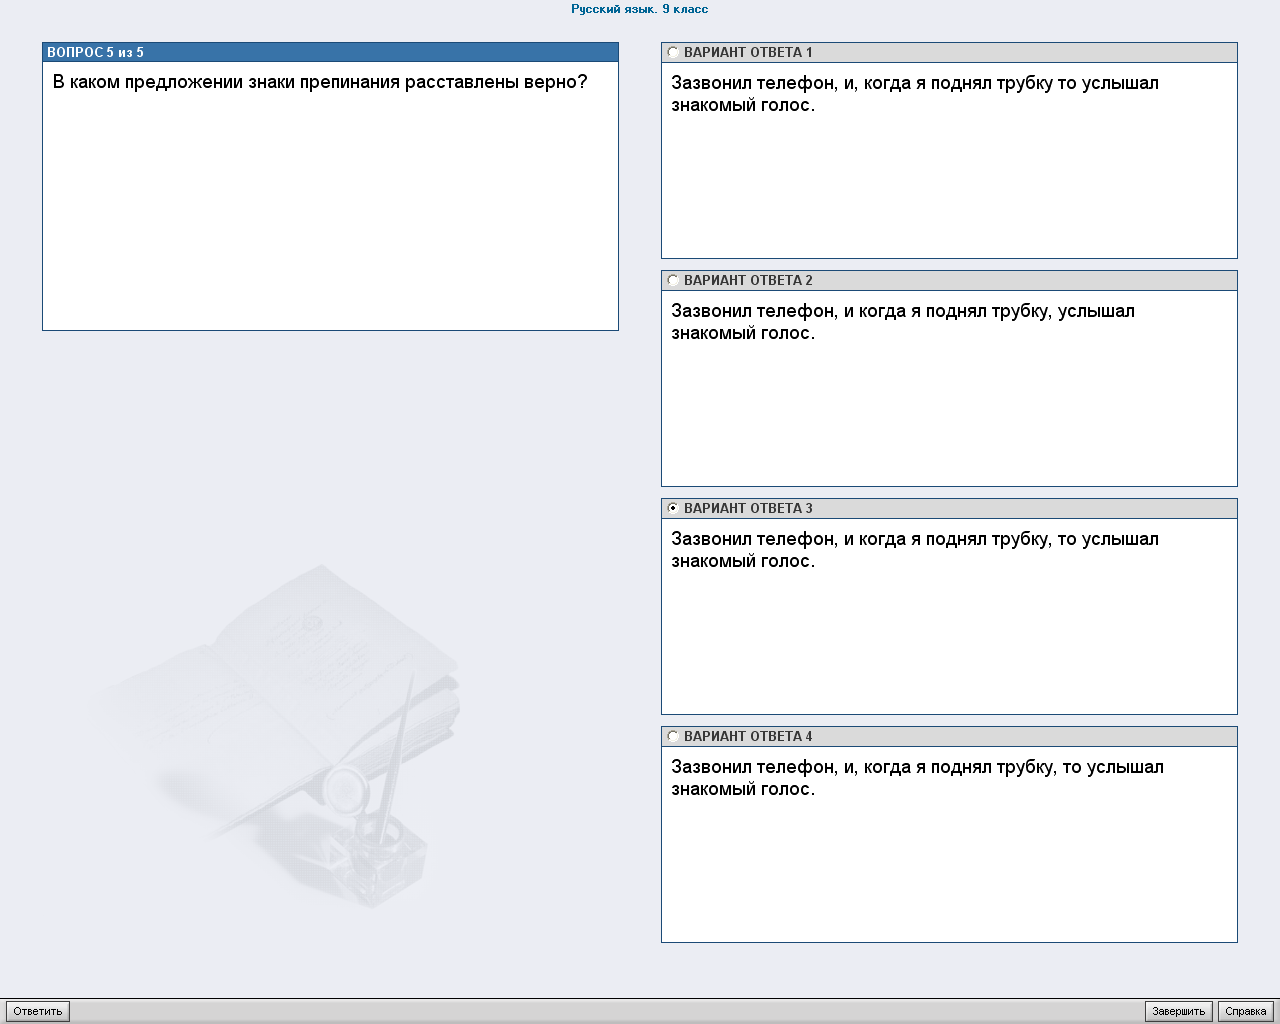 Русский язык. 9 класс
ВОПРОС 5 из 5
В каком предложении знаки препинания расставлены верно?
ВАРИАНТ ОТВЕТА 1
Зазвонил телефон, и, когда я поднял трубку то услышал
знакомый голос.
ВАРИАНТ ОТВЕТА 2
Зазвонил телефон, и когда я поднял трубку, услышал
знакомый голос.
ВАРИАНТ ОТВЕТА 3
Зазвонил телефон, и когда я поднял трубку, то услышал
знакомый голос.
ВАРИАНТ ОТВЕТА 4
Зазвонил телефон, и, когда я поднял трубку, то услышал
знакомый голос.
Ответить
Завершить
Справка